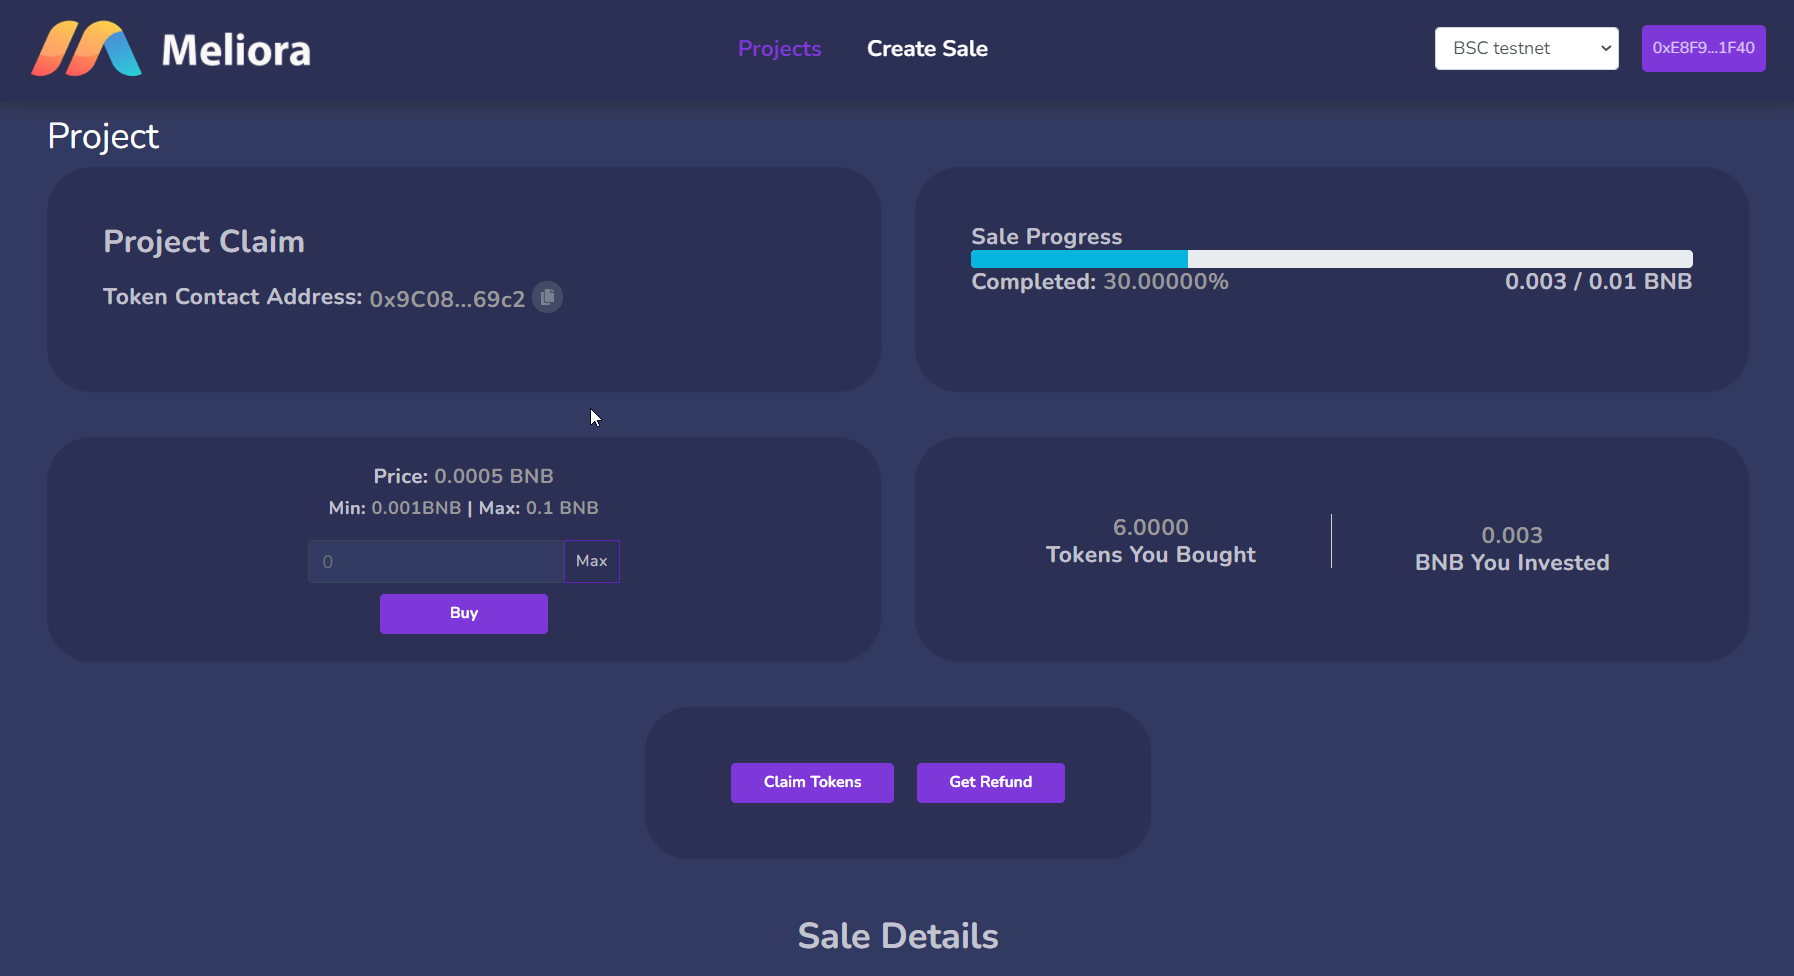 Meliora
Projects
Create Sale
BSC testnet
0xE8F9...1F40
Project
Project Claim
Token Contact Address: 0x9C08...69c2
Sale Progress
Completed: 30.00000%
0.003 / 0.01 BNB
Price: 0.0005 BNB
Min: 0.001BNB | Max: 0.1 BNB
0
Max
Buy
6.0000
Tokens You Bought
0.003
BNB You Invested
Claim Tokens
Get Refund
Sale Details